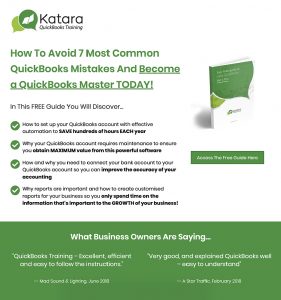 Katara
QuickBooks Training
How To Avoid 7 Most Common
QuickBooks Mistakes And Become
a QuickBooks Master TODAY!
In This FREE Guide You Will Discover...
How to set up your QuickBooks account with effective
automation to SAVE hundreds of HOURS EACH year
Why your QuickBooks account requires maintenance to ensure
you obtain MAXIMUM value from this powerful software
How and why you need to connect your bank account to your
QuickBooks account so you can improve the accuracy of your
accounting
Why reports are important and how to create customised
reports for your business so you only spend time on the
information that's important to the GROWTH of your business!
Access The Free Guide Here
What Business Owners Are Saying...
"QuickBooks Training – Excellent, efficient
and easy to follow the instructions."
-- Mad Sound & Lighting, June 2018
"Very good, and explained QuickBooks well
– easy to understand"
-- A Star Traffic, February 2018